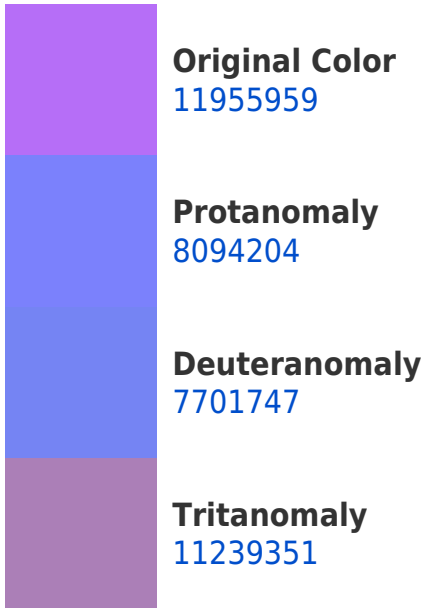 Original Color
11955959
Protanomaly
8094204
Deuteranomaly
7701747
Tritanomaly
11239351